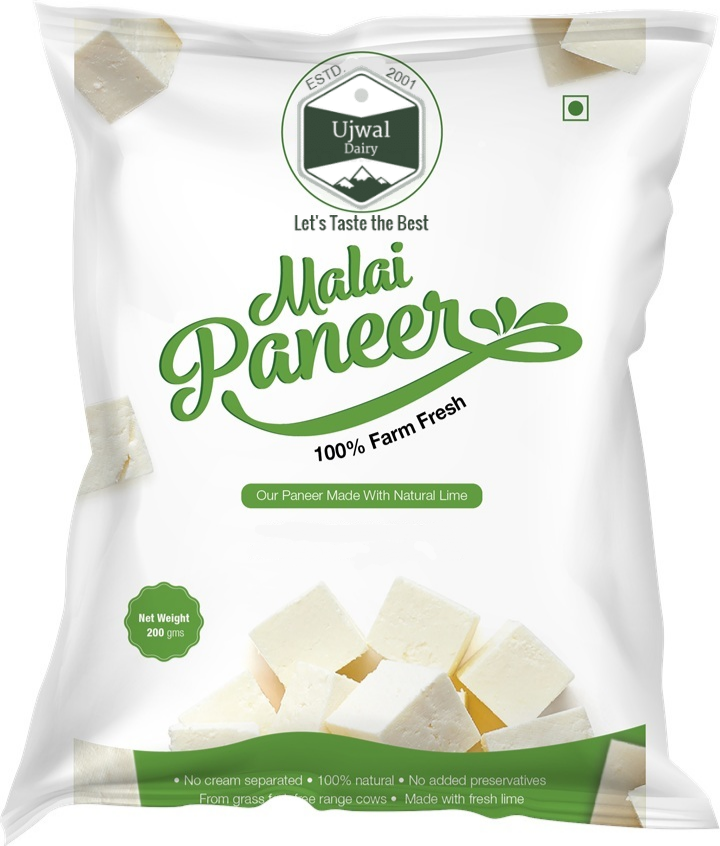 ESTD. 2001
Ujwal
Dairy
Let's Taste the Best
Malai
Paneer
100% Farm Fresh
Our Paneer Made With Natural Lime
Net Weight
200 gms
• No cream separated • 100% natural • No added preservatives
From grass range cows • Made with fresh lime